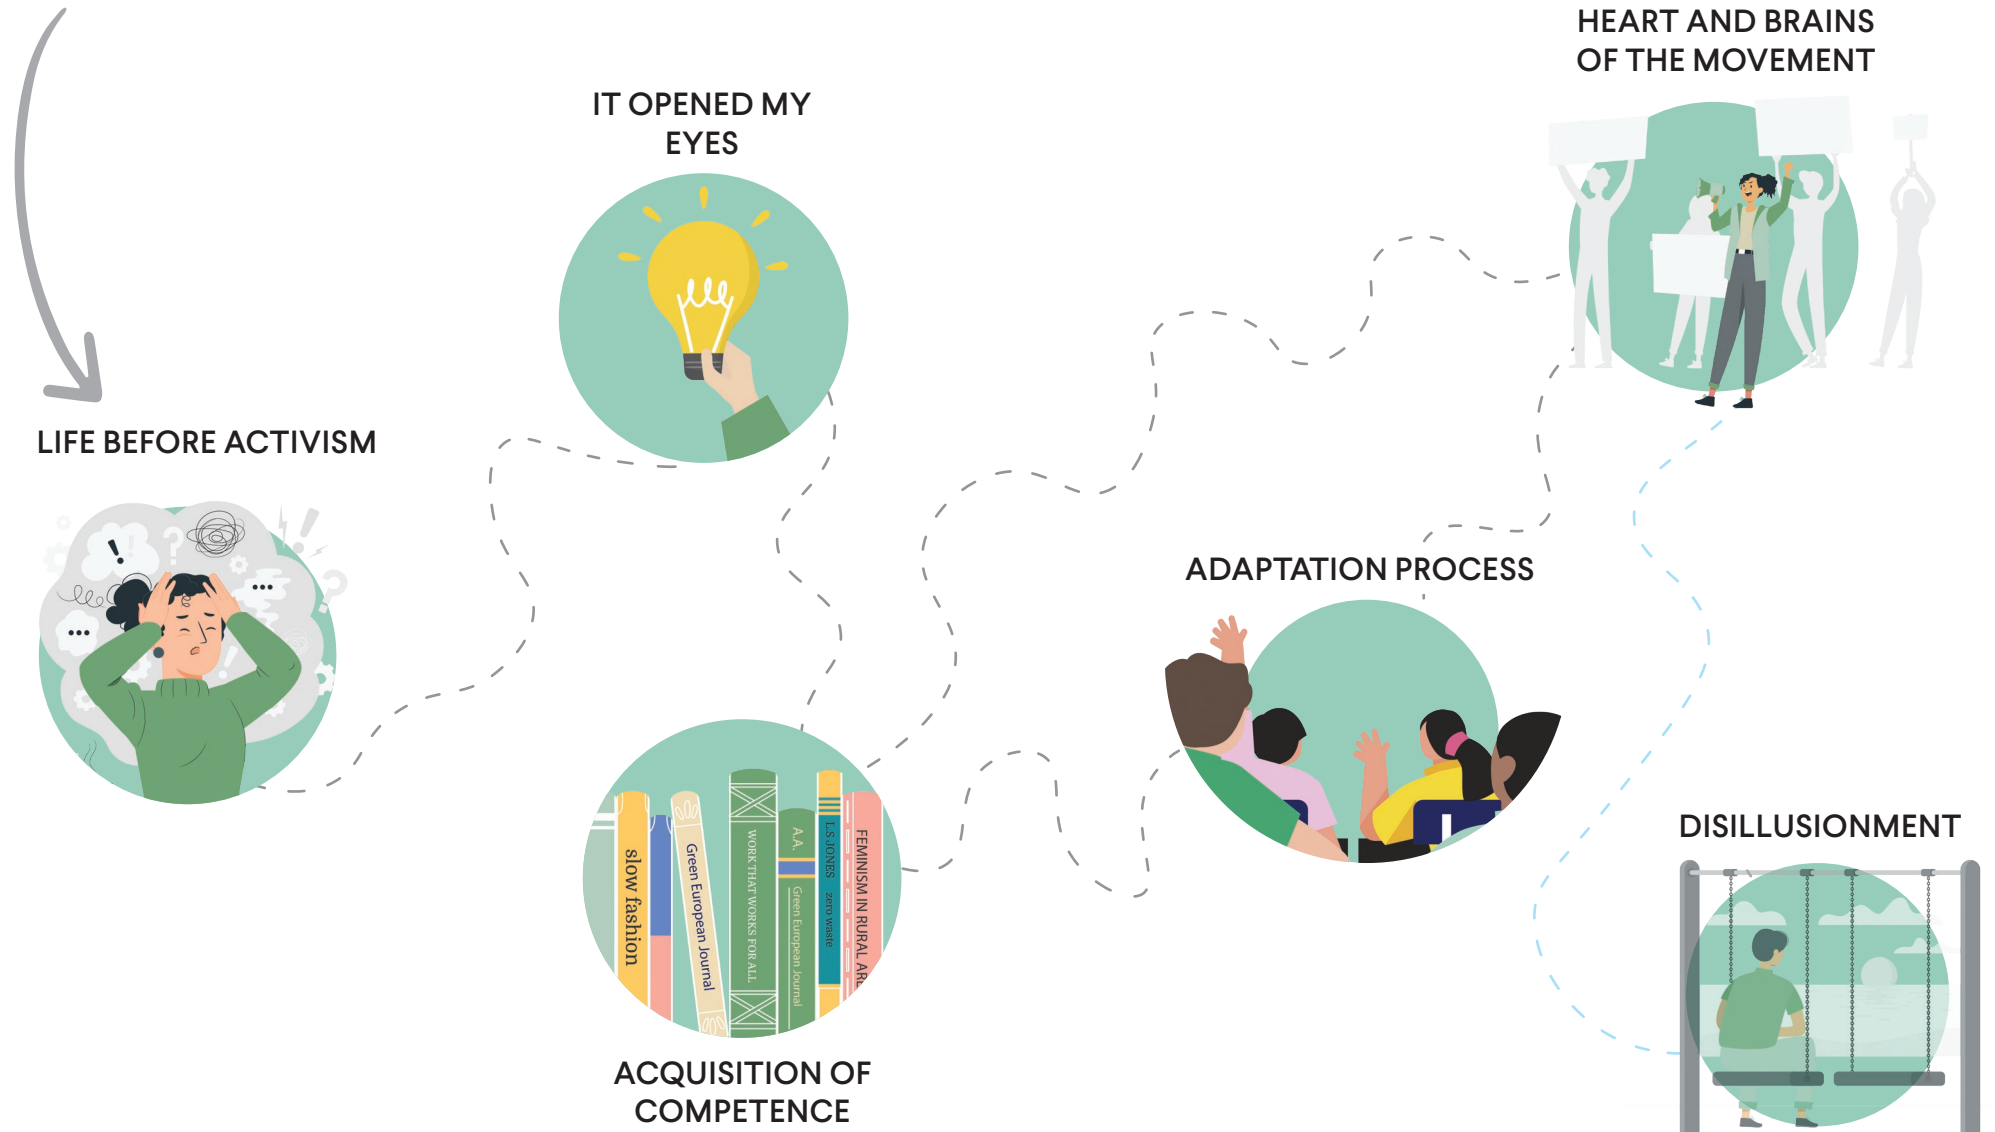 HEART AND BRAINS
OF THE MOVEMENT
IT OPENED MY
EYES
LIFE BEFORE ACTIVISM
ADAPTATION PROCESS
DISILLUSIONMENT
slow fashion
Green European Journal
WORK THAT WORKS FOR ALL
A.A.
Green European Journal
L.S JONES
zero waste
FEMINISM IN RURAL ARE
ACQUISITION OF
COMPETENCE